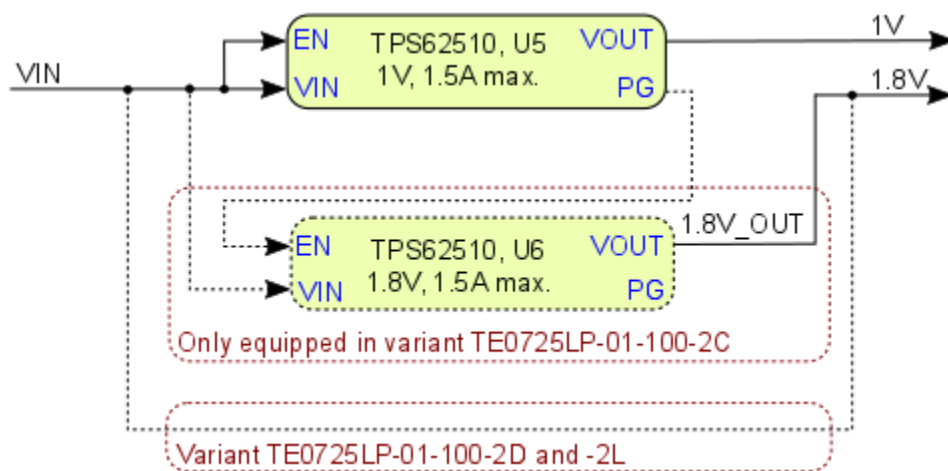 1V
EN TPS62510, U5 VOUT
VIN
VIN 1V, 1.5A max. PG
1.8V
EN TPS62510, U6 VOUT
1.8V_OUT
VIN 1.8V, 1.5A max. PG
Only equipped in variant TE0725LP-01-100-2C
Variant TE0725LP-01-100-2D and -2L